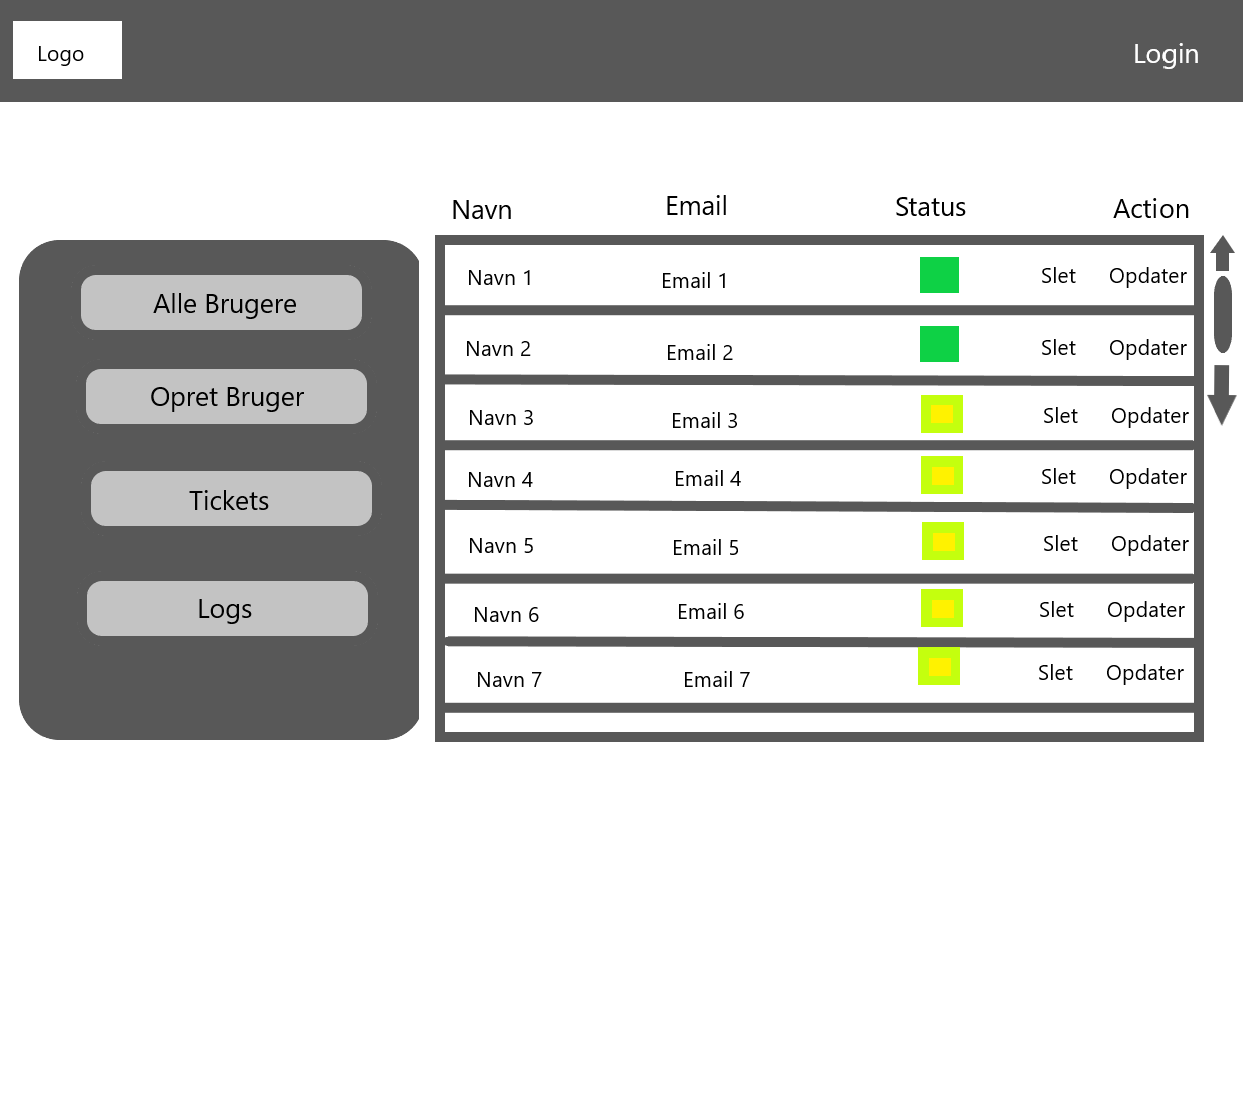 Logo
Login
Navn Email Status Action
Alle Brugere
Opret Bruger
Tickets
Logs
Navn 1 Email 1 Slet Opdater
Navn 2 Email 2 Slet Opdater
Navn 3 Email 3 Slet Opdater
Navn 4 Email 4 Slet Opdater
Navn 5 Email 5 Slet Opdater
Navn 6 Email 6 Slet Opdater
Navn 7 Email 7 Slet Opdater